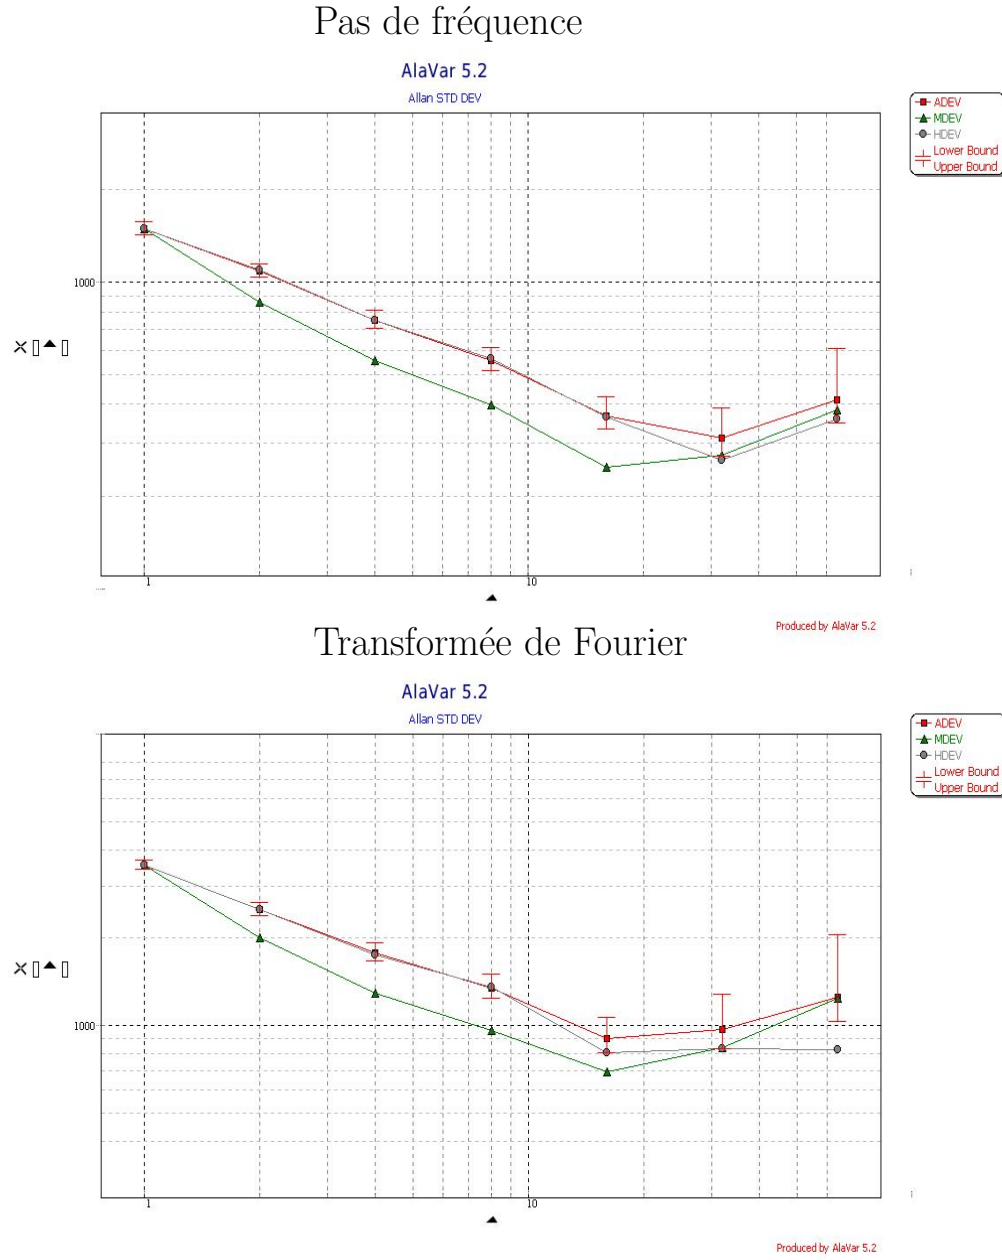 Pas de fréquence
AlaVar 5.2
Allan STD DEV
ADEV
MDEV
HDEV
Lower Bound
Upper Bound
1000
1
10
Produced by AlaVar 5.2
Transformée de Fourier
AlaVar 5.2
Allan STD DEV
ADEV
MDEV
HDEV
Lower Bound
Upper Bound
1000
1
10
Produced by AlaVar 5.2